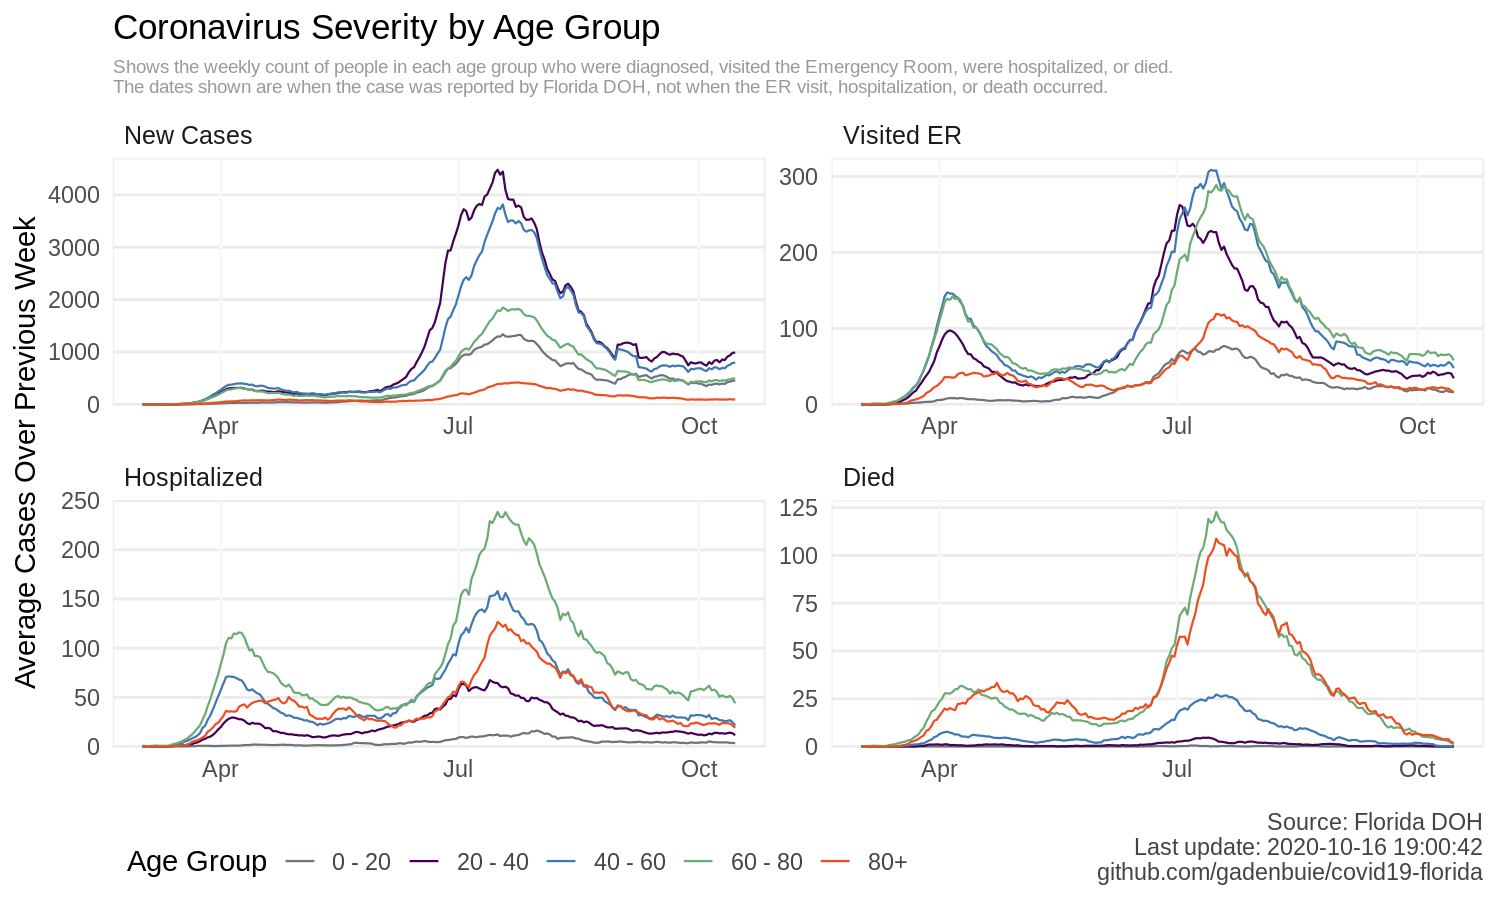 Coronavirus Severity by Age Group
Shows the weekly count of people in each age group who were diagnosed, visited the Emergency Room, were hospitalized, or died.
The dates shown are when the case was reported by Florida DOH, not when the ER visit, hospitalization, or death occurred.
Average Cases Over Previous Week
New Cases
4000
3000
2000
1000
0
Apr Jul Oct
Visited ER
300
200
100
0
Apr Jul Oct
Hospitalized
250
200
150
100
50
0
Apr Jul Oct
Died
125
100
75
50
25
0
Apr Jul Oct
Age Group 0 - 20 20 - 40 40 - 60 60 - 80 80+
Source: Florida DOH
Last update: 2020-10-16 19:00:42
github.com/gadenbuie/covid19-florida